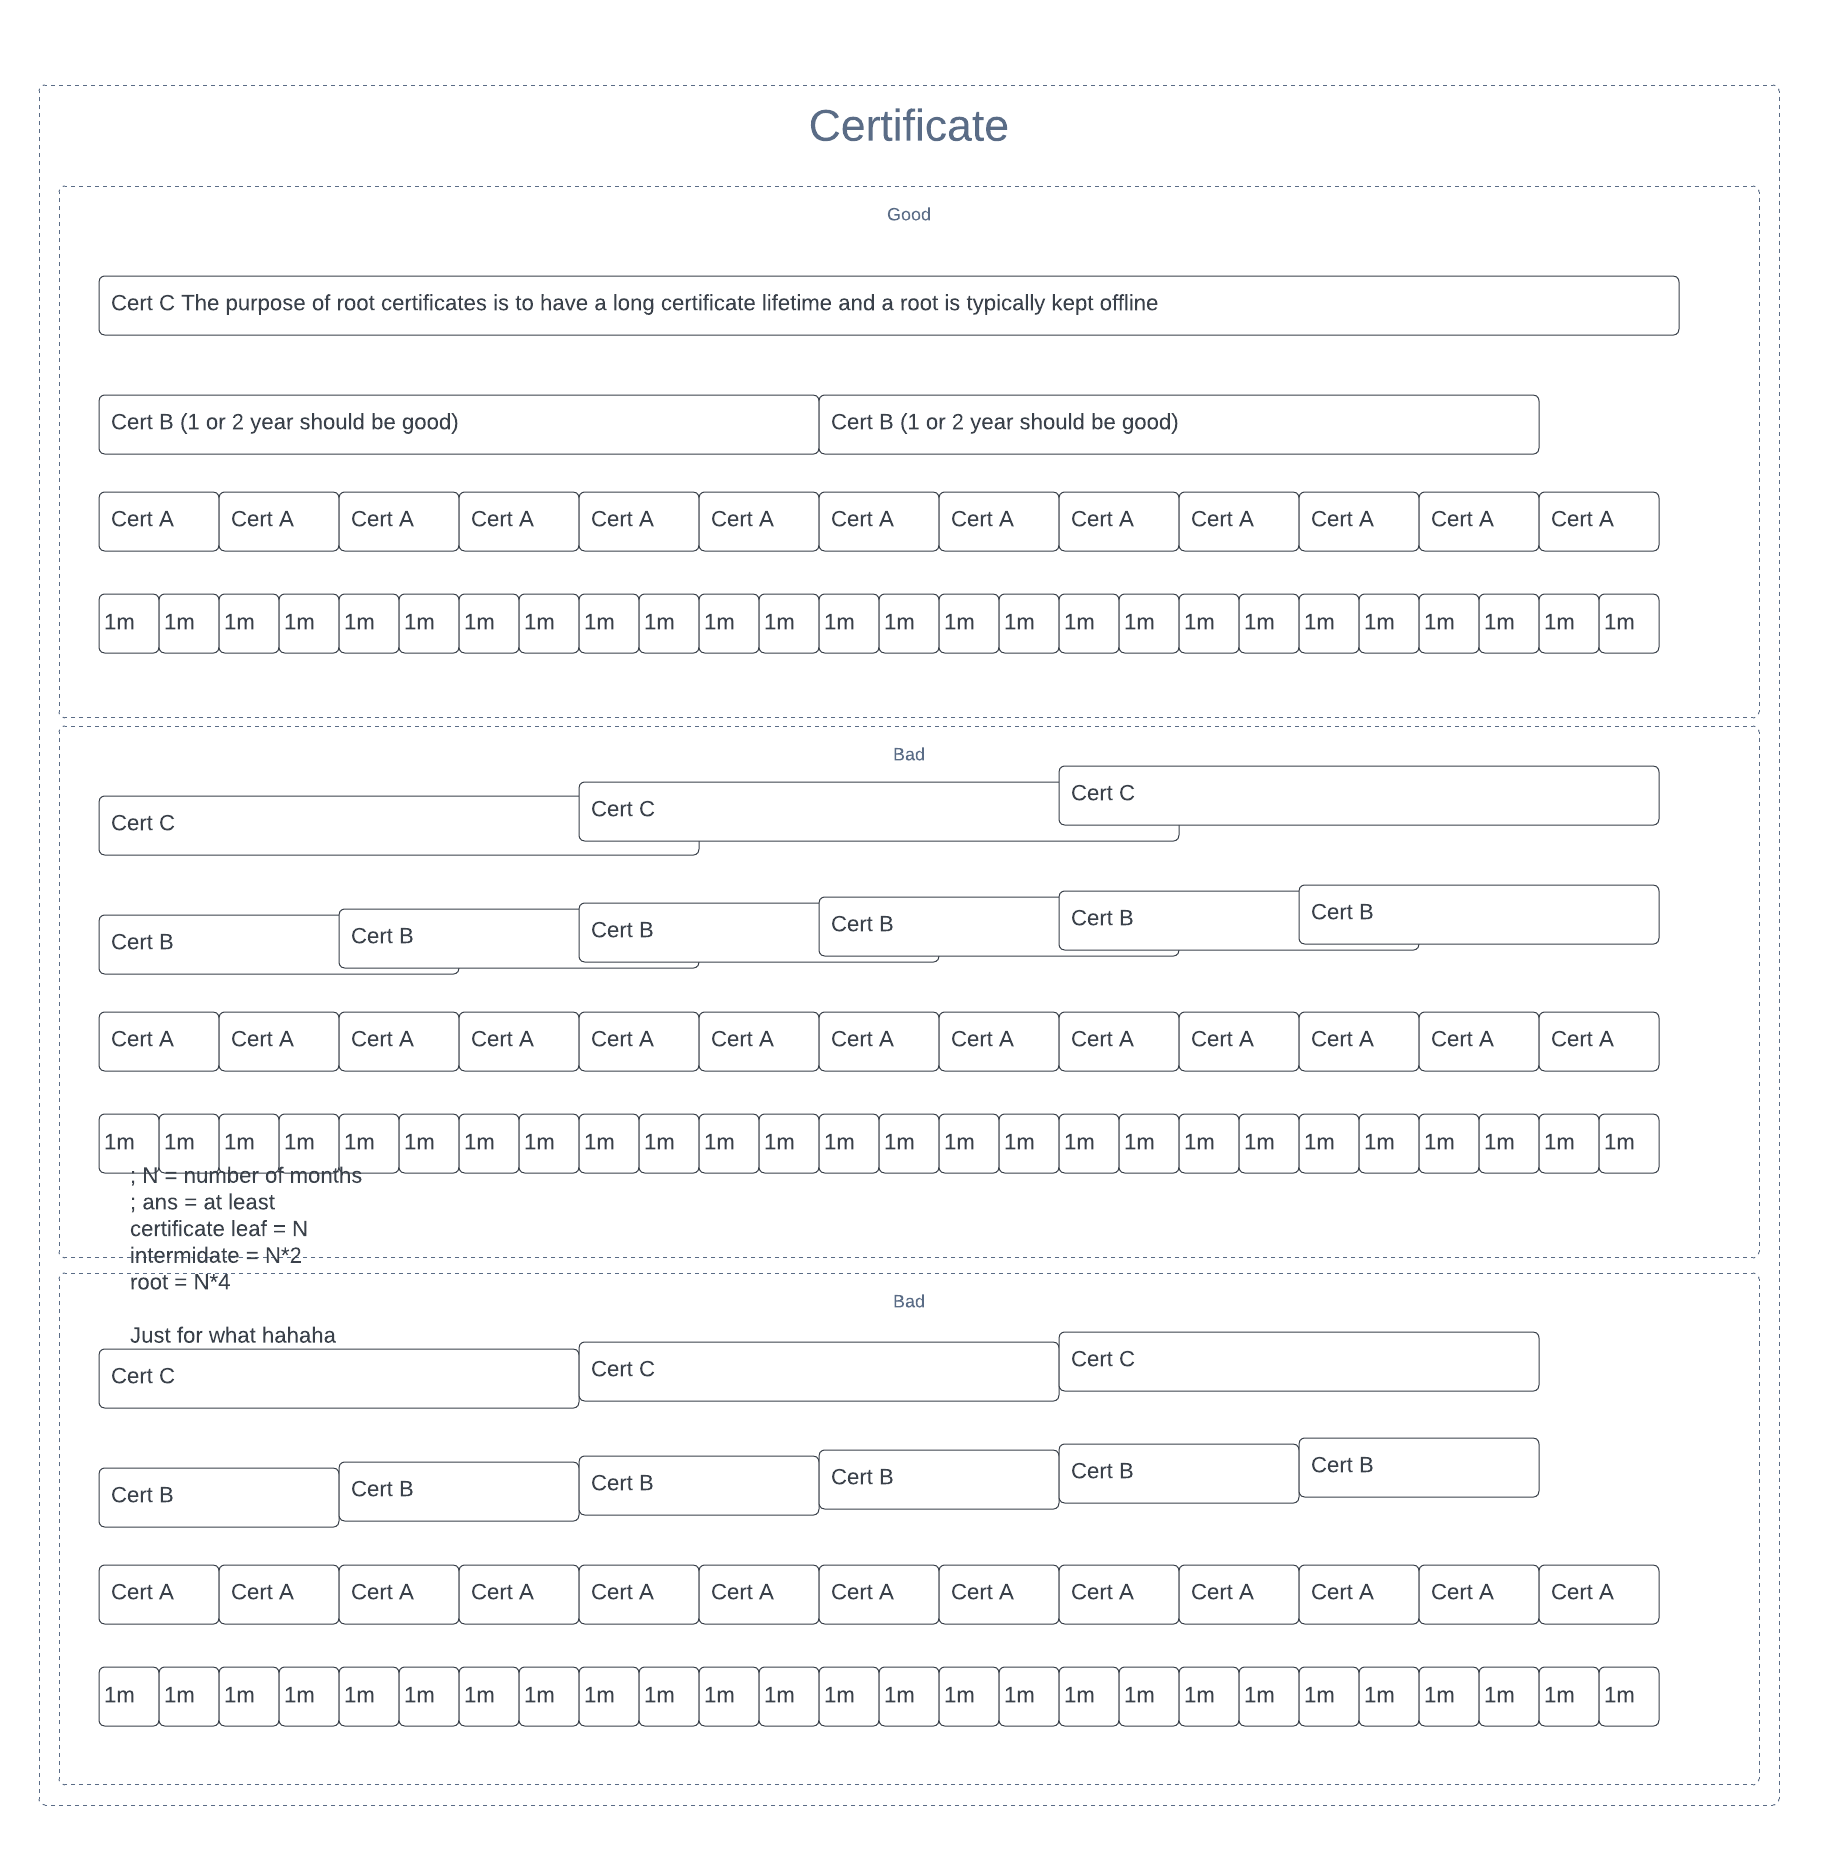 Certificate
Good
Cert C The purpose of root certificates is to have a long certificate lifetime and a root is typically kept offline
Cert B (1 or 2 year should be good) Cert B (1 or 2 year should be good)
Cert A Cert A Cert A Cert A Cert A Cert A Cert A Cert A Cert A Cert A Cert A Cert A Cert A
1m 1m 1m 1m 1m 1m 1m 1m 1m 1m 1m 1m 1m 1m 1m 1m 1m 1m 1m 1m 1m 1m 1m 1m 1m 1m
Bad
Cert C Cert C Cert C
Cert B Cert B Cert B Cert B Cert B Cert B
Cert A Cert A Cert A Cert A Cert A Cert A Cert A Cert A Cert A Cert A Cert A Cert A Cert A
1m 1m 1m 1m 1m 1m 1m 1m 1m 1m 1m 1m 1m 1m 1m 1m 1m 1m 1m 1m 1m 1m 1m 1m 1m 1m
; N = number of months
; ans = at least
certificate leaf = N
intermidate = N*2
root = N*4
Bad
Just for what hahaha
Cert C Cert C Cert C
Cert B Cert B Cert B Cert B Cert B Cert B
Cert A Cert A Cert A Cert A Cert A Cert A Cert A Cert A Cert A Cert A Cert A Cert A Cert A
1m 1m 1m 1m 1m 1m 1m 1m 1m 1m 1m 1m 1m 1m 1m 1m 1m 1m 1m 1m 1m 1m 1m 1m 1m 1m